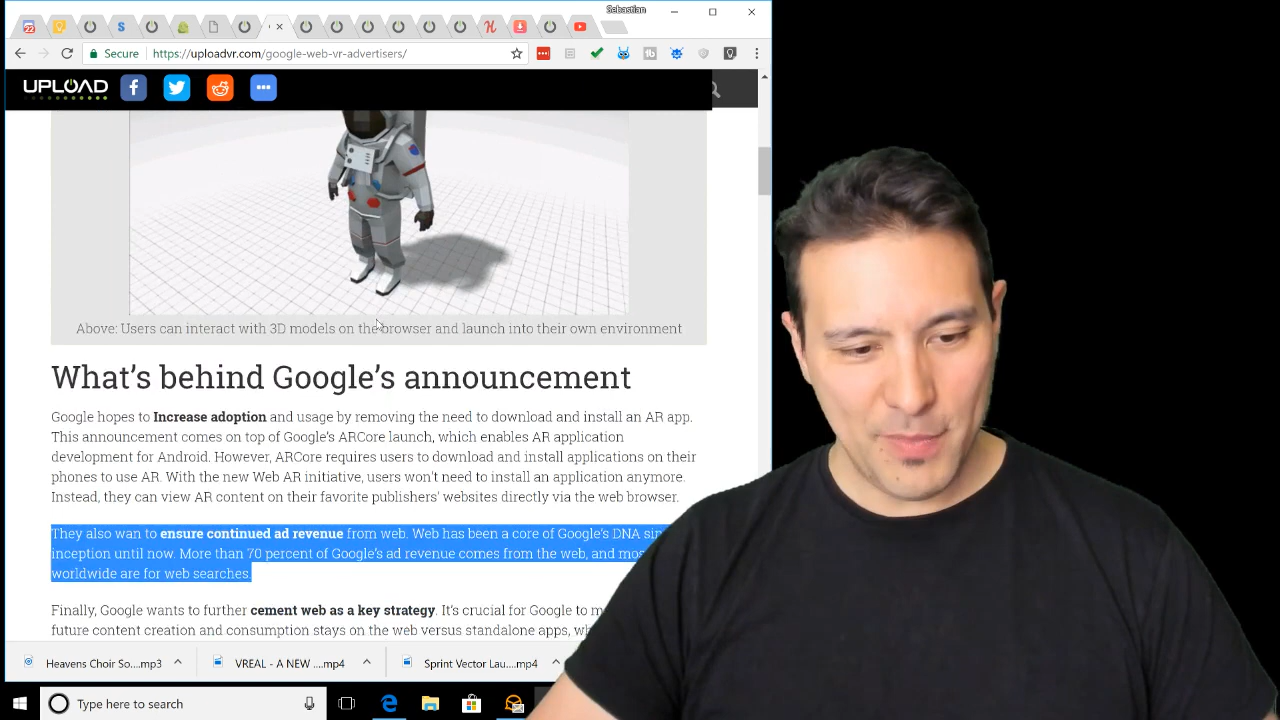 Sebastian
22
Secure
https://uploadvr.com/google-web-vr-advertisers/
UPLOAD
Above: Users can interact with 3D models on the browser and launch into their own environment
What's behind Google's announcement
Google hopes to Increase adoption and usage by removing the need to download and install an AR app.
This announcement comes on top of Google's ARCore launch, which enables AR application
development for Android. However, ARCore requires users to download and install applications on their
phones to use AR. With the new Web AR initiative, users won't need to install an application anymore.
Instead, they can view AR content on their favorite publishers' websites directly via the web browser.
They also wan to ensure continued ad revenue from web. Web has been a core of Google's DNA
inception until now. More than 70 percent of Google's ad revenue comes from the web, and
worldwide are for web searches.
Finally, Google wants to further cement web as a key strategy. It's crucial for Google to
future content creation and consumption stays on the web versus standalone apps,
Heavens Choir So....mp3
VREAL - A NEW ....mp4
Sprint Vector Lau....mp4
Type here to search